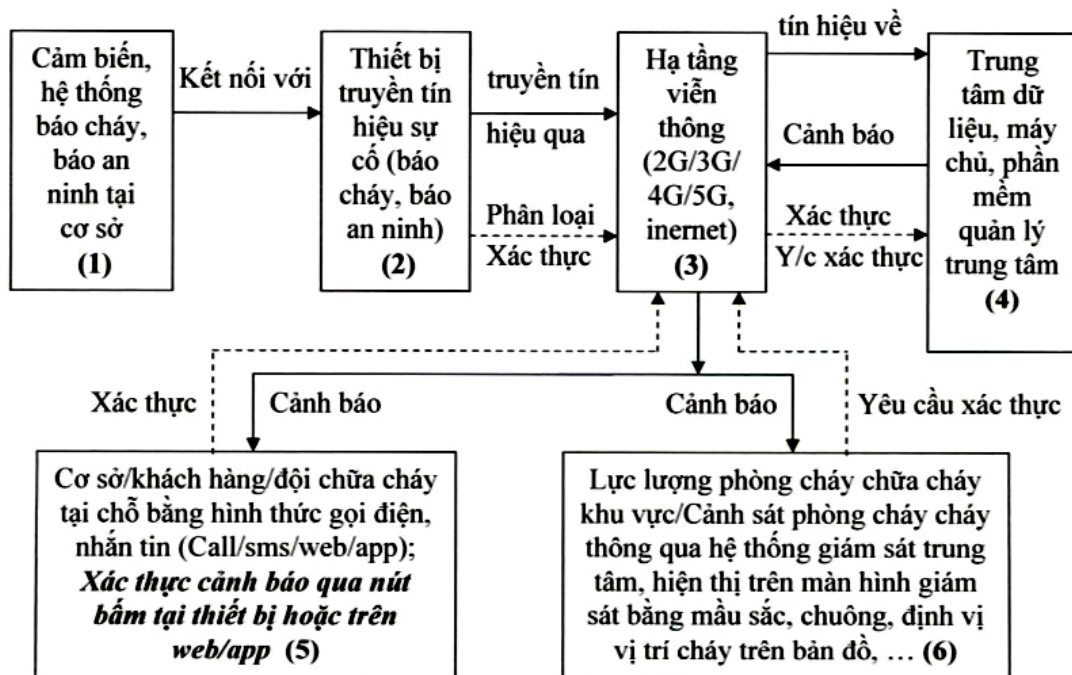 Cảm biến,
hệ thống
báo cháy,
báo an
ninh tại
cơ sở
(1)
Kết nối với
Thiết bị
truyền tín
hiệu sự
cố (báo
cháy, báo
an ninh)
(2)
truyền tín
hiệu qua
Phân loại
Xác thực
Hạ tầng
viễn
thông
(2G/3G/
4G/5G,
inernet)
(3)
tín hiệu về
Cảnh báo
Xác thực
Y/c xác thực
Trung
tâm dữ
liệu, máy
chủ, phần
mềm
quản lý
trung tâm
(4)
Xác thực
Cảnh báo
Cảnh báo
Yêu cầu xác thực
Cơ sở/khách hàng/đội chữa cháy
tại chỗ bằng hình thức gọi điện,
nhắn tin (Call/sms/web/app);
Xác thực cảnh báo qua nút
bấm tại thiết bị hoặc trên
web/app (5)
Lực lượng phòng cháy chữa cháy
khu vực/Cảnh sát phòng cháy cháy
thông qua hệ thống giám sát trung
tâm, hiện thị trên màn hình giám
sát bằng mầu sắc, chuông, định vị
vị trí cháy trên bản đồ, … (6)